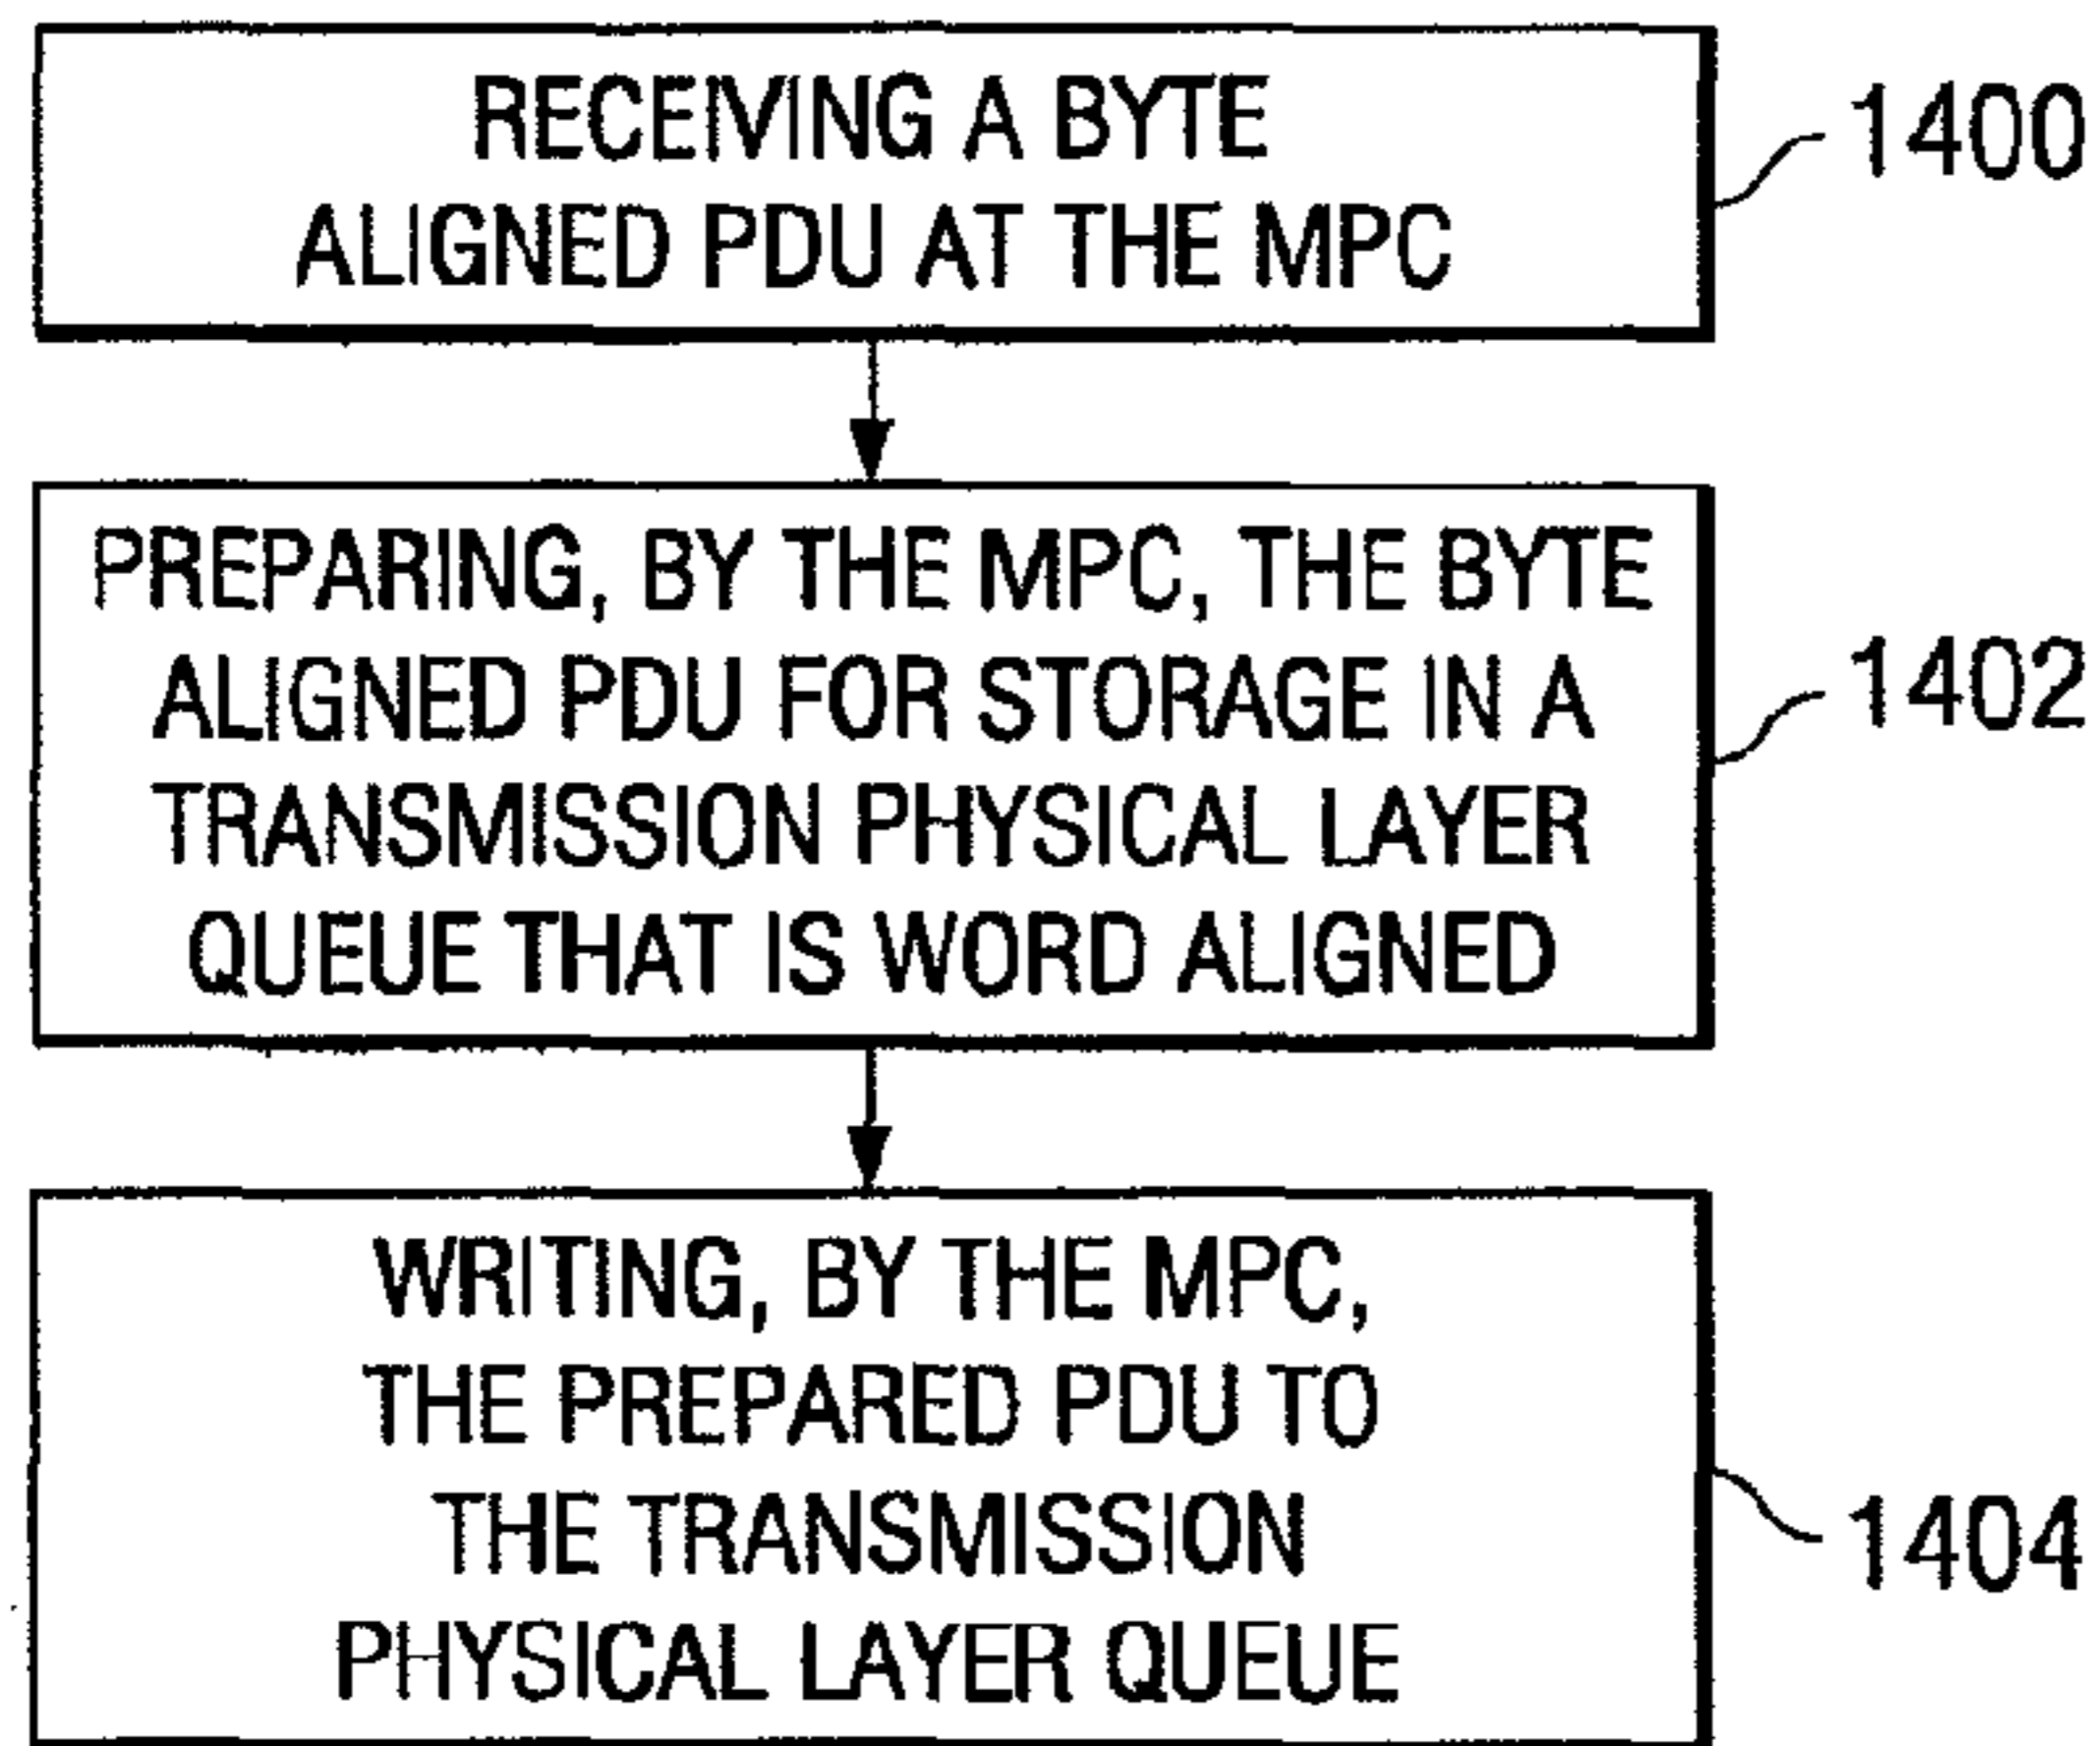 RECEIVING A BYTE
ALIGNED PDU AT THE MPC
1400
PREPARING, BY THE MPC, THE BYTE
ALIGNED PDU FOR STORAGE IN A
TRANSMISSION PHYSICAL LAYER
QUEUE THAT IS WORD ALIGNED
1402
WRITING, BY THE MPC,
THE PREPARED PDU TO
THE TRANSMISSION
PHYSICAL LAYER QUEUE
1404